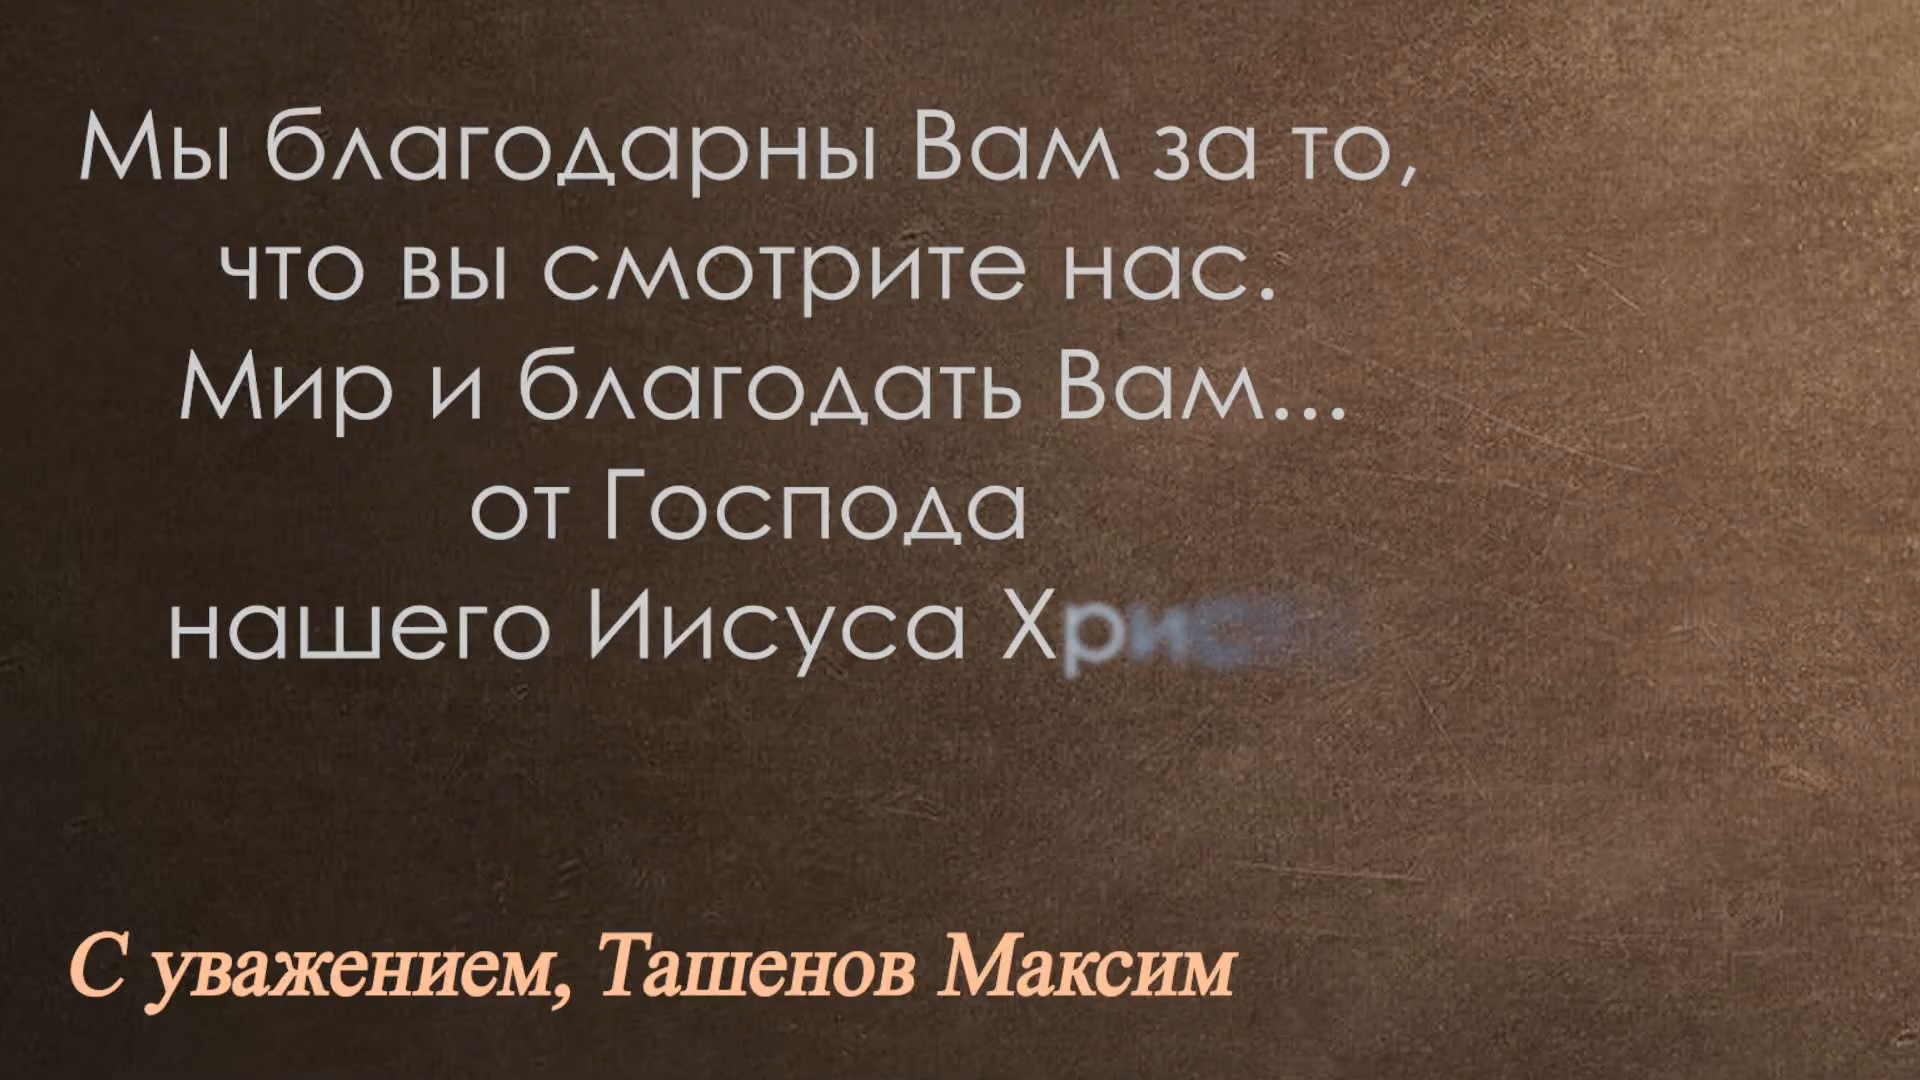 Мы благодарны Вам за то,
что вы смотрите нас.
Мир и благодать Вам...
от Господа
нашего Иисуса
С уважением, Ташенов Максим